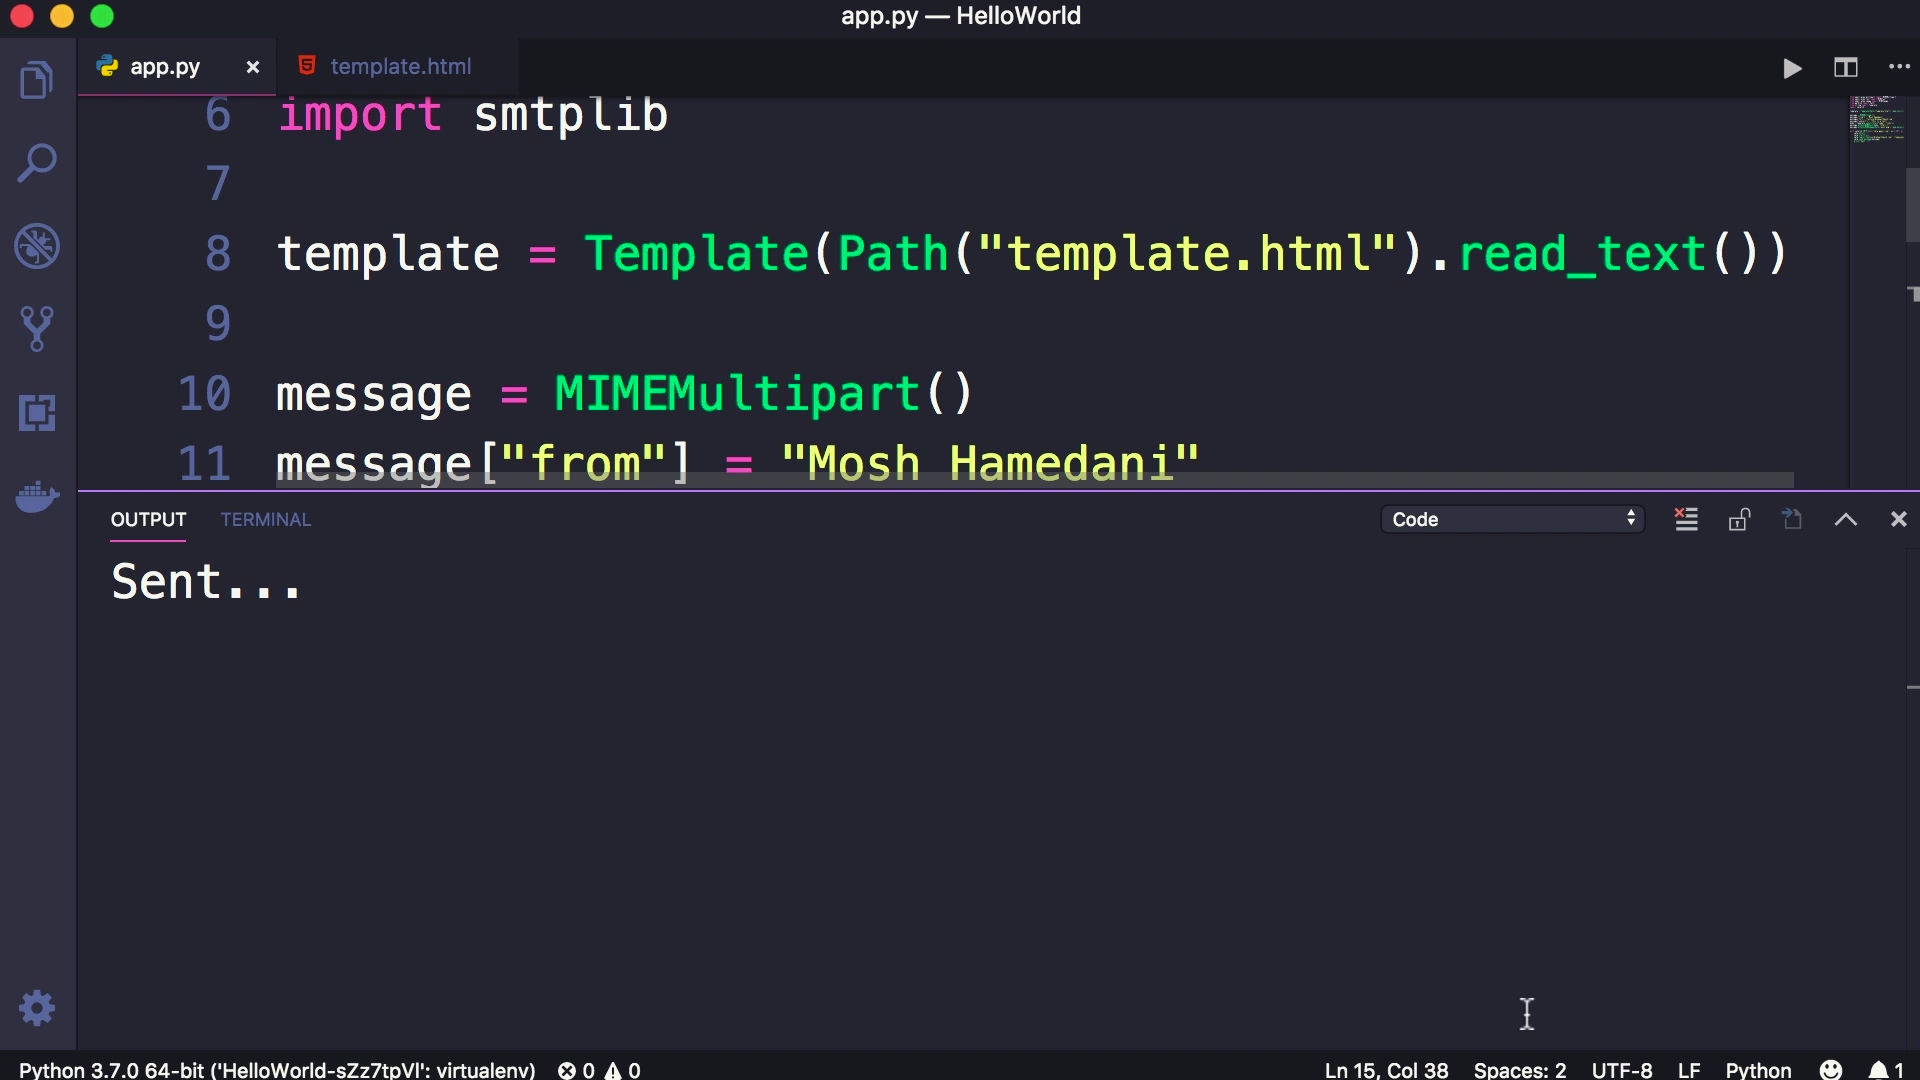 app.py — HelloWorld
app.py × template.html
6 import smtplib
7
8 template = Template(Path("template.html").read_text())
9
10 message = MIMEMultipart()
11 message["from"] = "Mosh Hamedani"
OUTPUT TERMINAL Code
Sent...
Python 3.7.0 64-bit ('HelloWorld-sZz7tpVl': virtualenv) 0 0 Ln 15, Col 38 Spaces: 2 UTF-8 LF Python 1